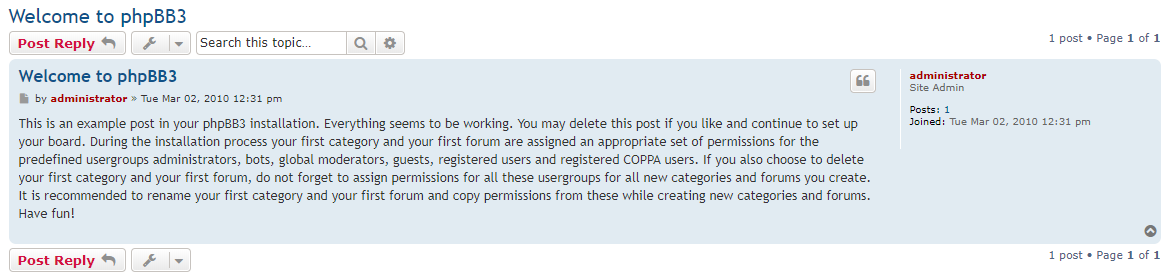 Welcome to phpBB3
Post Reply Search this topic… 1 post • Page 1 of 1
Welcome to phpBB3
by administrator » Tue Mar 02, 2010 12:31 pm
This is an example post in your phpBB3 installation. Everything seems to be working. You may delete this post if you like and continue to set up
your board. During the installation process your first category and your first forum are assigned an appropriate set of permissions for the
predefined usergroups administrators, bots, global moderators, guests, registered users and registered COPPA users. If you also choose to delete
your first category and your first forum, do not forget to assign permissions for all these usergroups for all new categories and forums you create.
It is recommended to rename your first category and your first forum and copy permissions from these while creating new categories and forums.
Have fun!
administrator
Site Admin
Posts: 1
Joined: Tue Mar 02, 2010 12:31 pm
Post Reply 1 post • Page 1 of 1